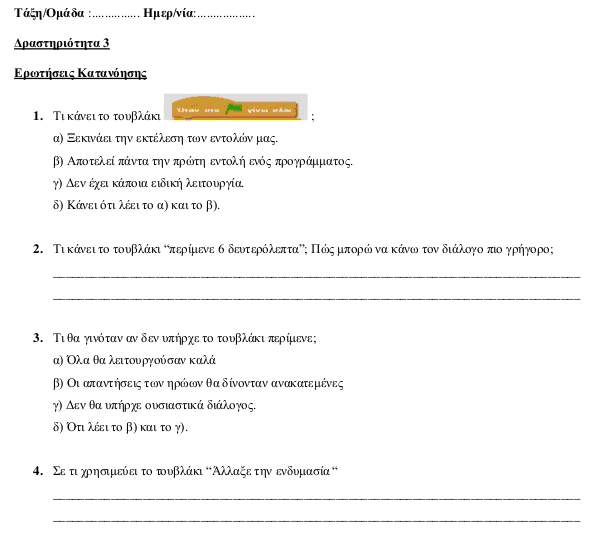 Τάξη/Ομάδα :............... Ημερ/νία:..................
Δραστηριότητα 3
Ερωτήσεις Κατανόησης
1. Τι κάνει το τουβλάκι Όταν στο γίνει κλικ ;
α) Ξεκινάει την εκτέλεση των εντολών μας.
β) Αποτελεί πάντα την πρώτη εντολή ενός προγράμματος.
γ) Δεν έχει κάποια ειδική λειτουργία.
δ) Κάνει ότι λέει το α) και το β).
2. Τι κάνει το τουβλάκι “περίμενε 6 δευτερόλεπτα”; Πώς μπορώ να κάνω τον διάλογο πιο γρήγορο;
3. Τι θα γινόταν αν δεν υπήρχε το τουβλάκι περίμενε;
α) Όλα θα λειτουργούσαν καλά
β) Οι απαντήσεις των ηρώων θα δίνονταν ανακατεμένες
γ) Δεν θα υπήρχε ουσιαστικά διάλογος.
δ) Ότι λέει το β) και το γ).
4. Σε τι χρησιμεύει το τουβλάκι “Άλλαξε την ενδυμασία“